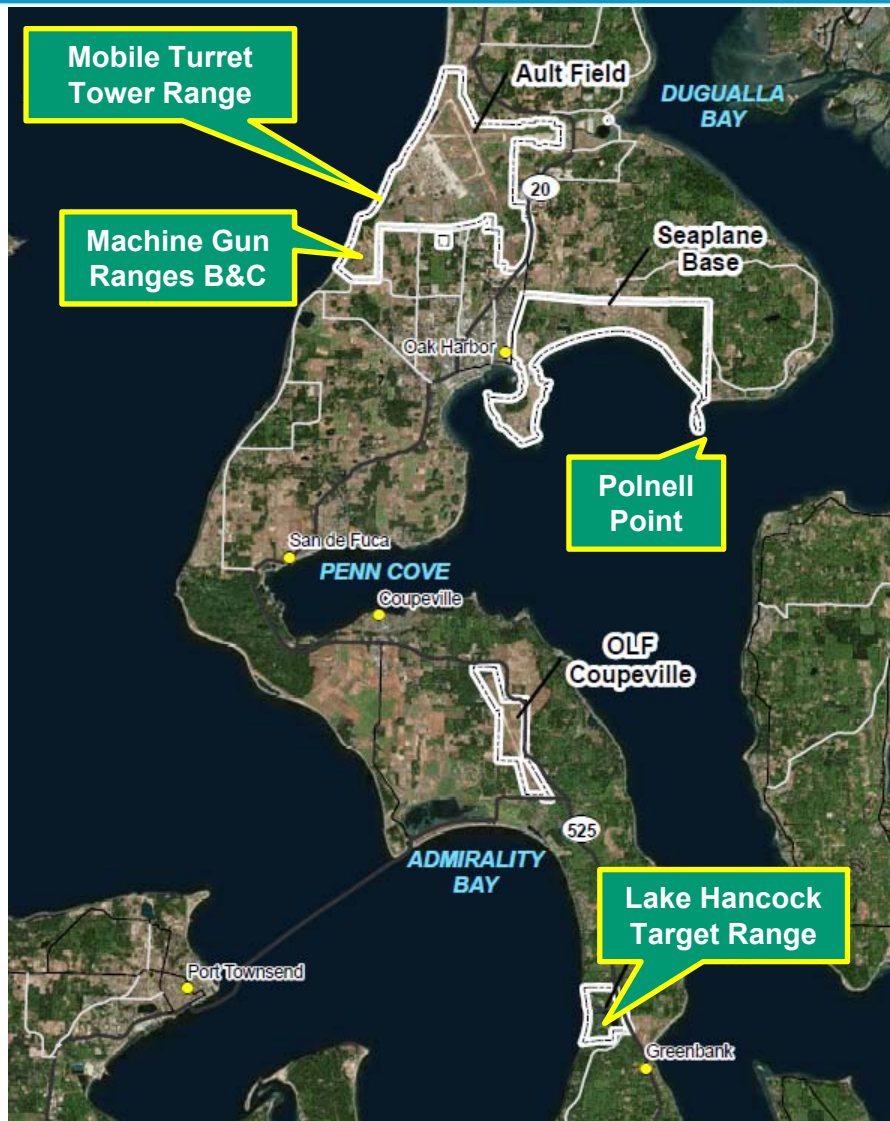 Mobile Turret
Tower Range
Ault Field
DUGUALLA
BAY
20
Machine Gun
Ranges B&C
Seaplane
Base
Oak Harbor
Polnell
Point
San de Fuca
PENN COVE
Coupeville
OLF
Coupeville
525
ADMIRALITY
BAY
Lake Hancock
Target Range
Port Townsend
Greenbank